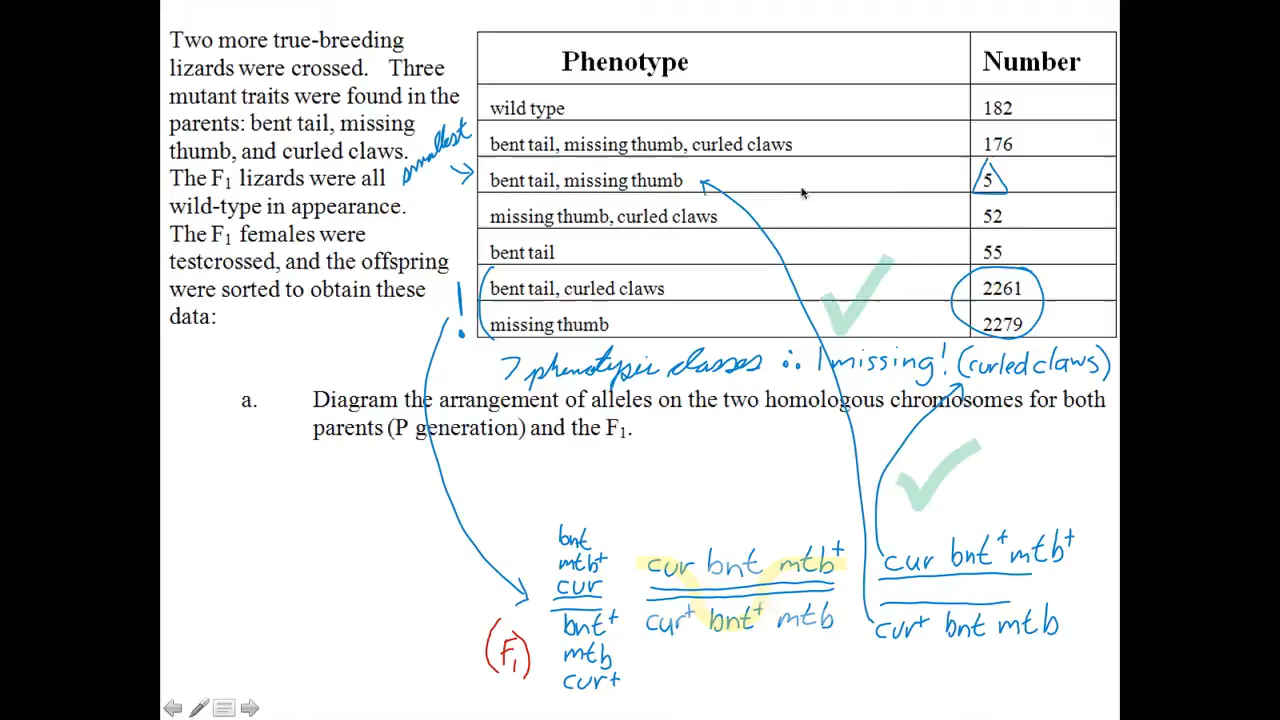 Two more true-breeding
lizards were crossed. Three
mutant traits were found in the
parents: bent tail, missing
thumb, and curled claws.
The F1 lizards were all
wild-type in appearance.
The F1 females were
testcrossed, and the offspring
were sorted to obtain these
data:
smallest
Phenotype Number
wild type 182
bent tail, missing thumb, curled claws 176
bent tail, missing thumb 5
missing thumb, curled claws 52
bent tail 55
bent tail, curled claws 2261
missing thumb 2279
!
7 phenotypic classes ∴ 1 missing! (curled claws)
a. Diagram the arrangement of alleles on the two homologous chromosomes for both
parents (P generation) and the F1.
bnt
mtb+
cur
bnt+
mtb
cur+
(F1)
cur bnt mtb+
cur+ bnt+ mtb
cur bnt+ mtb+
cur+ bnt mtb